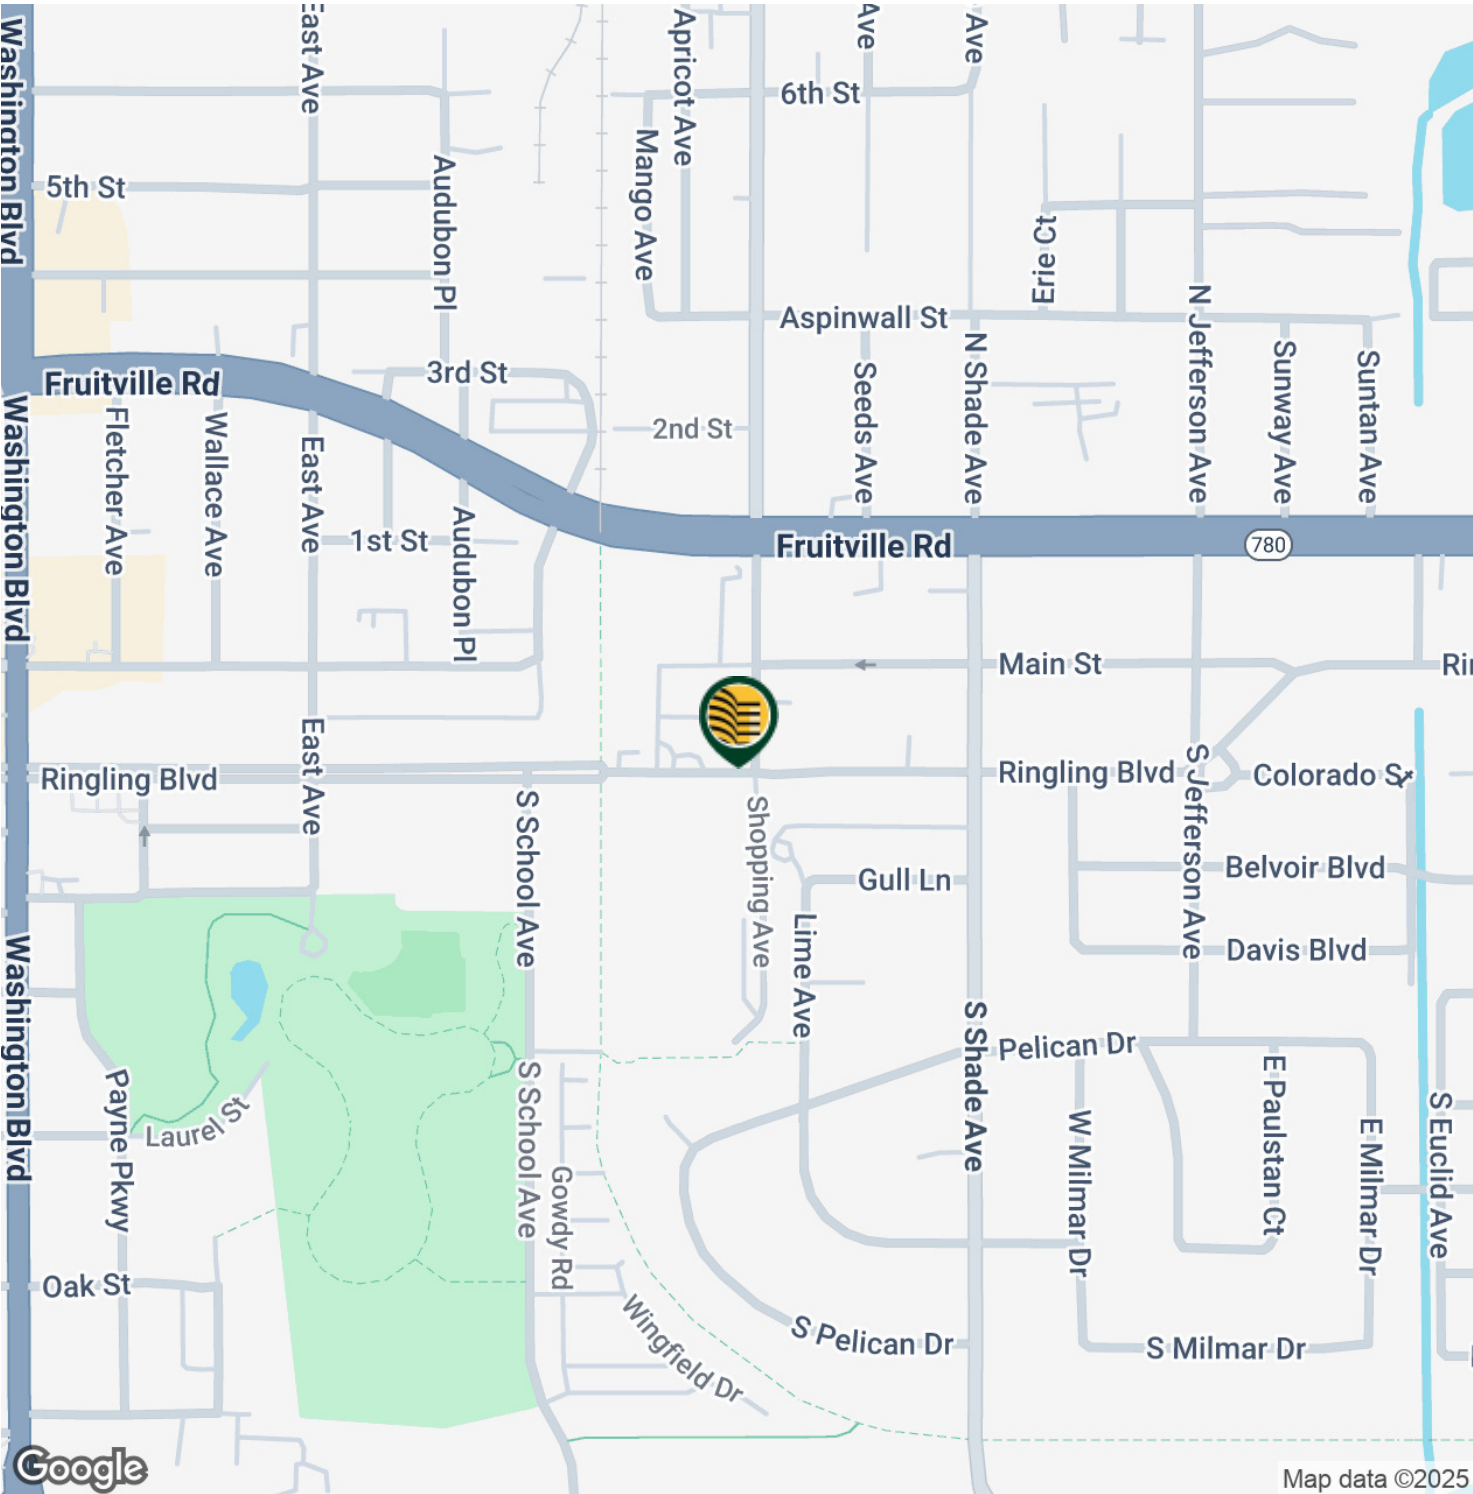 Washington Blvd
East Ave
Apricot Ave
Ave
Ave
6th St
Mango Ave
5th St
Audubon Pl
Erie Ct
Aspinwall St
N Jefferson Ave
N Shade Ave
Sunway Ave
Suntan Ave
Seeds Ave
Fruitville Rd
3rd St
2nd St
Washington Blvd
Fletcher Ave
Wallace Ave
East Ave
1st St
Audubon Pl
Fruitville Rd
780
Main St
Rin
East Ave
Ringling Blvd
Ringling Blvd
S Jefferson Ave
Colorado S
S School Ave
Shopping Ave
Gull Ln
Belvoir Blvd
Lime Ave
Davis Blvd
Washington Blvd
S Shade Ave
Pelican Dr
Payne Pkwy
Laurel St
S School Ave
Gowdy Rd
W Milmar Dr
E Paulstan Ct
E Milmar Dr
S Euclid Ave
Oak St
Wingfield Dr
S Pelican Dr
S Milmar Dr
Google
Map data ©2025